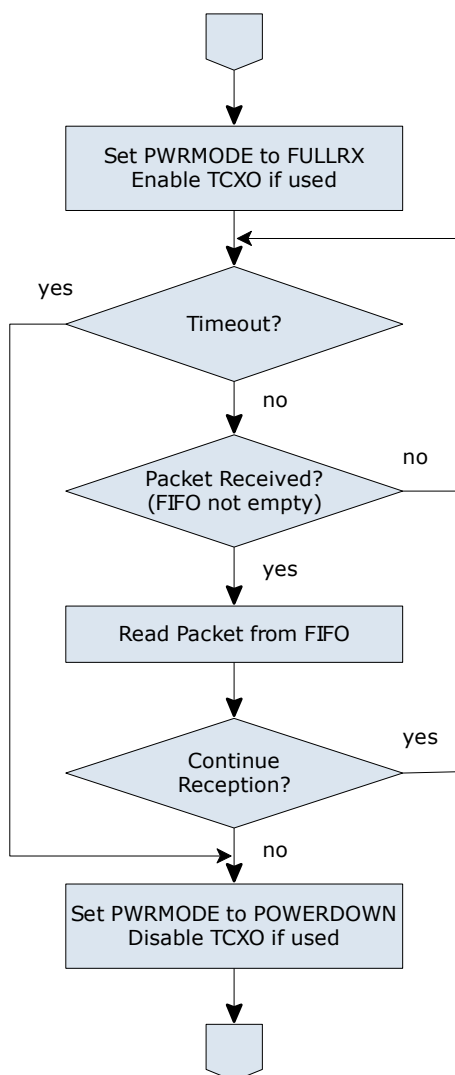 Set PWRMODE to FULLRX
Enable TCXO if used
yes
Timeout?
no
Packet Received?
(FIFO not empty)
no
yes
Read Packet from FIFO
Continue
Reception?
yes
no
Set PWRMODE to POWERDOWN
Disable TCXO if used